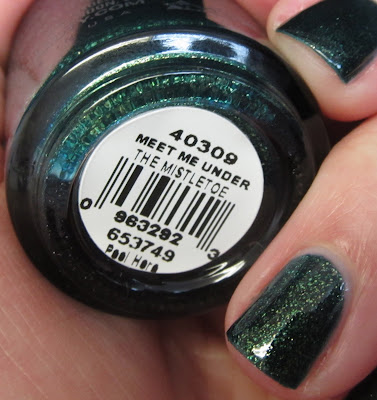 40309
MEET ME UNDER
THE MISTLETOE
0 963292 3
653749
Peel Here